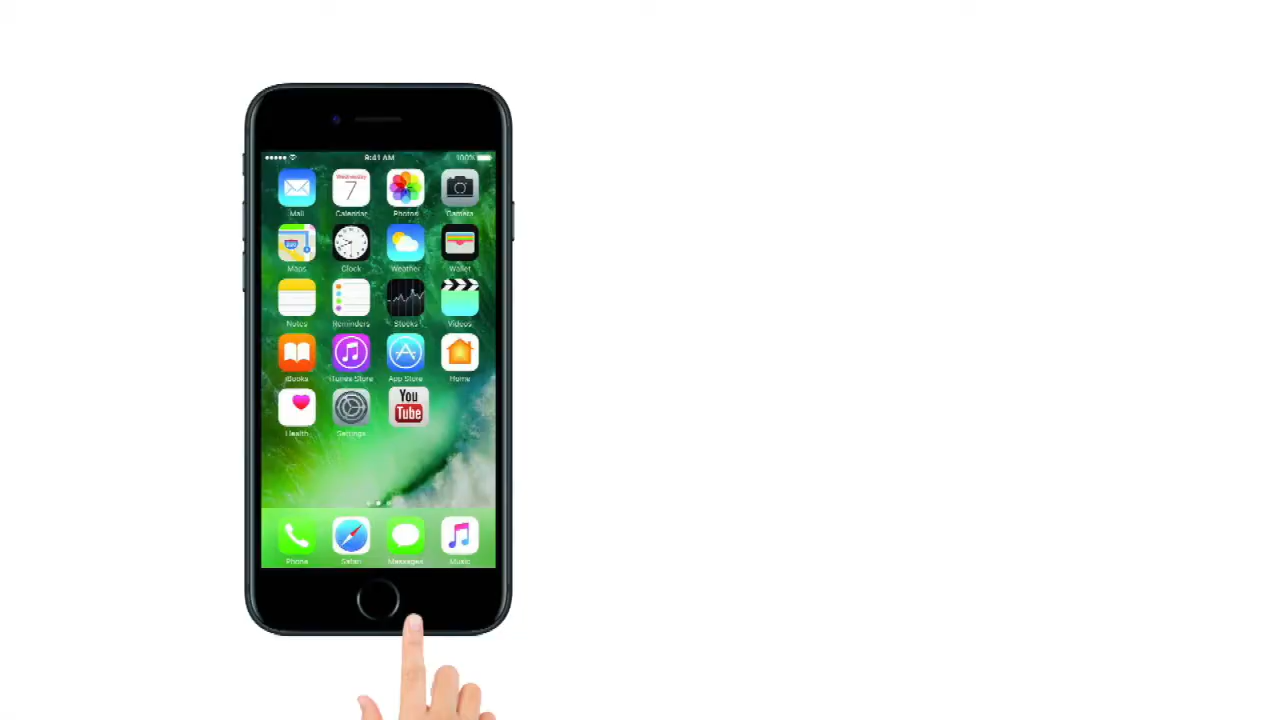 9:41 AM 100%
Wednesday
7
Mail Calendar Photos Camera
280
Maps Clock Weather Wallet
Notes Reminders Stocks Videos
iBooks iTunes Store App Store Home
You
Tube
Health Settings
Phone Safari Messages Music